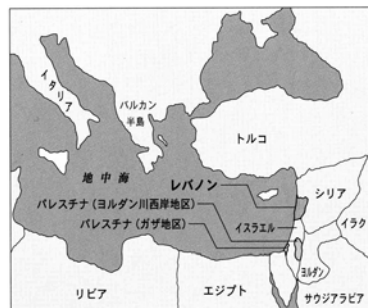 イタリア
バルカン
半島
トルコ
地中海
レバノン
パレスチナ(ヨルダン川西岸地区)
パレスチナ(ガザ地区)
シリア
イスラエル
イラク
ヨルダン
リビア
エジプト
サウジアラビア